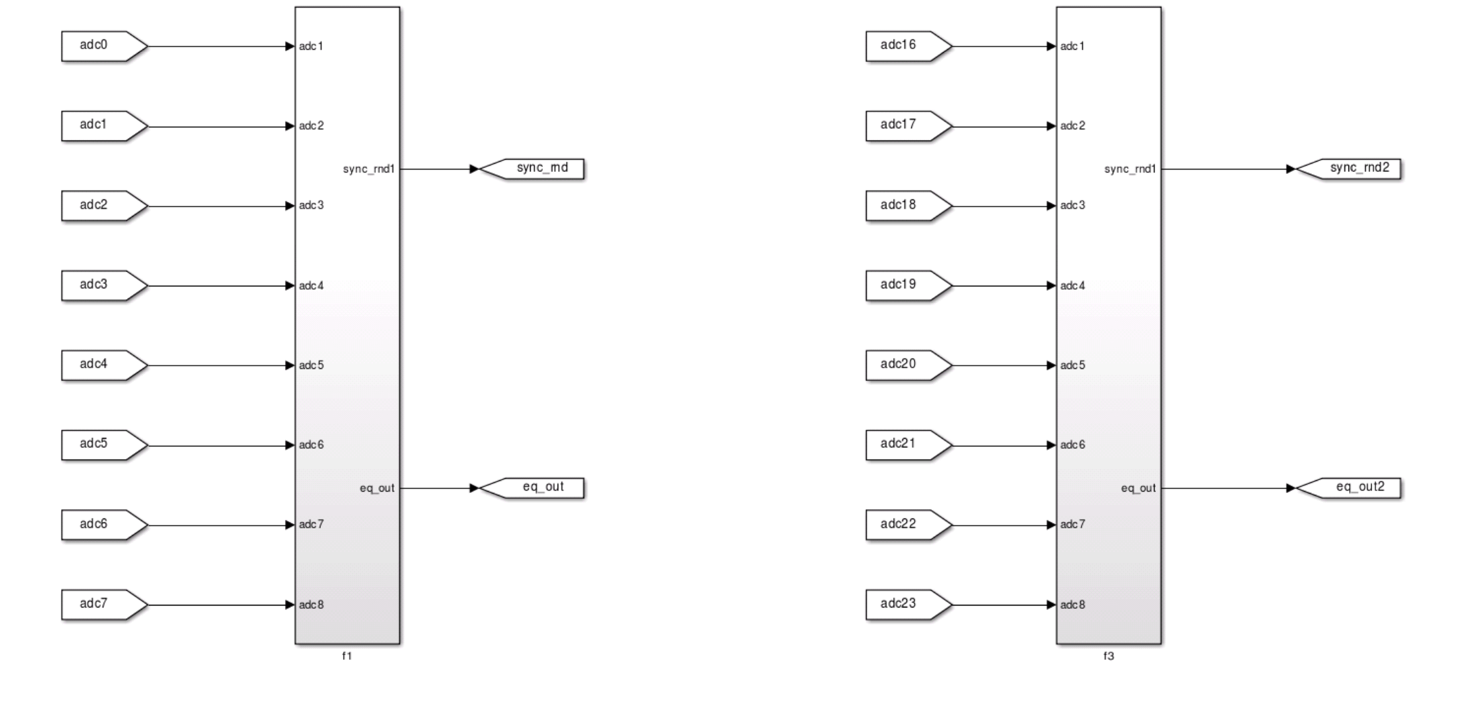 adc0
adc1
adc1
adc2
sync_rnd1
sync_rnd
adc2
adc3
adc3
adc4
adc4
adc5
adc5
adc6
eq_out
eq_out
adc6
adc7
adc7
adc8
f1
adc16
adc1
adc17
adc2
sync_rnd1
sync_rnd2
adc18
adc3
adc19
adc4
adc20
adc5
adc21
adc6
eq_out
eq_out2
adc22
adc7
adc23
adc8
f3